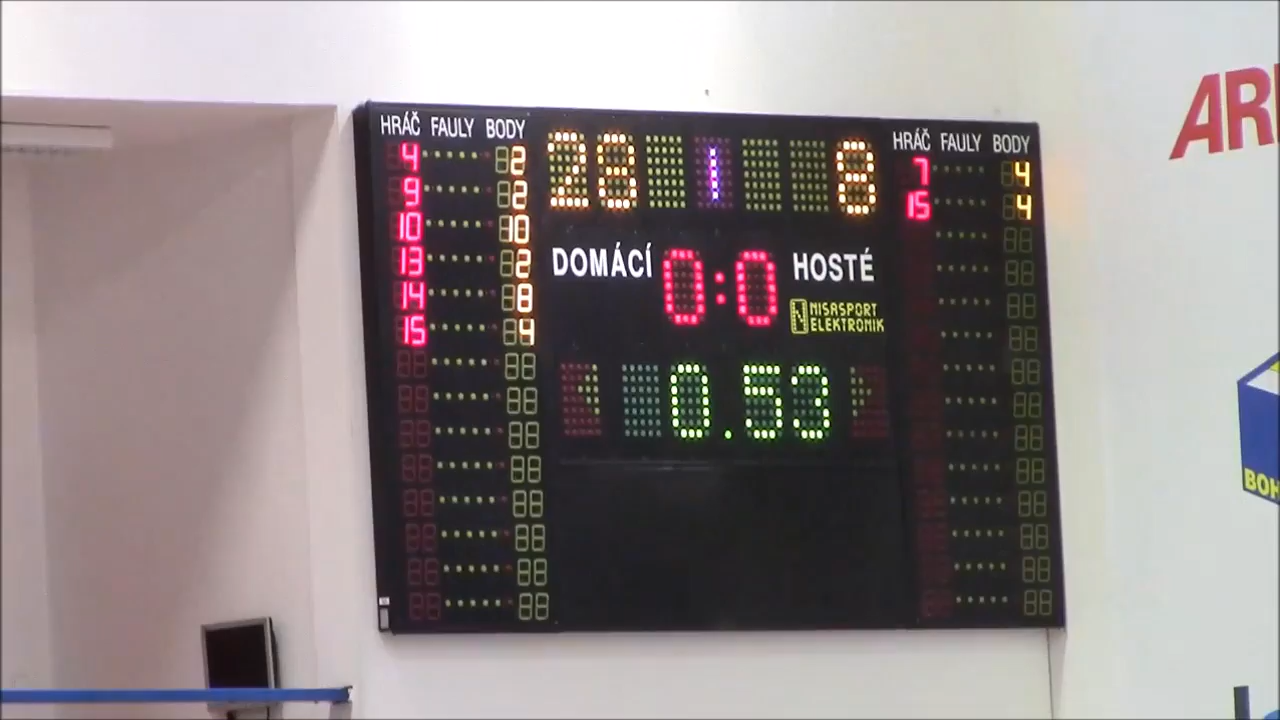 HRÁČ FAULY BODY
4 2
9 2
10 10
13 2
14 8
15 4
28 1 8
DOMÁCÍ 0:0 HOSTÉ
NISASPORT
ELEKTRONIK
0.53
HRÁČ FAULY BODY
7 4
15 4
AR
BOH